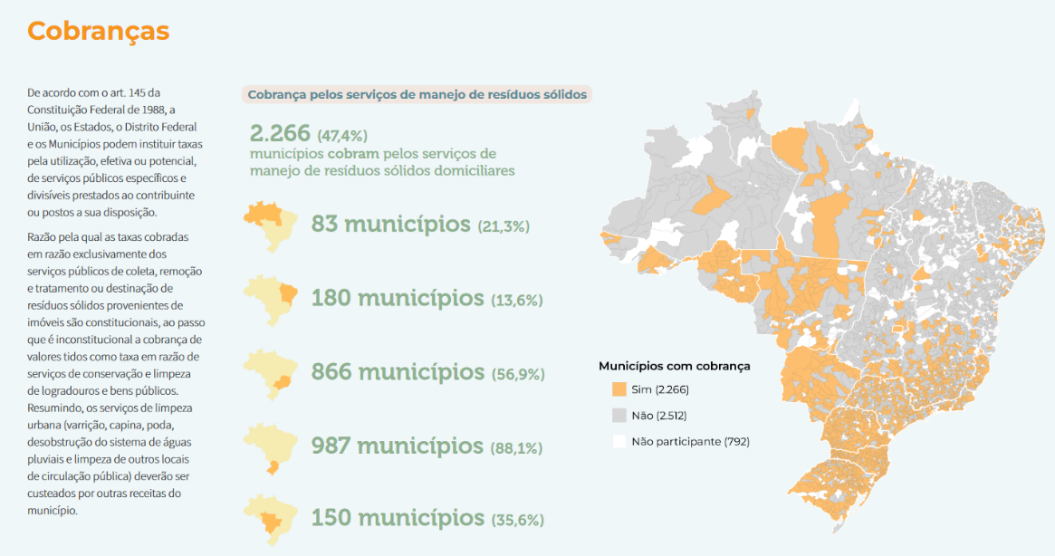 Cobranças
De acordo com o art. 145 da
Constituição Federal de 1988, a
União, os Estados, o Distrito Federal
e os Municípios podem instituir taxas
pela utilização, efetiva ou potencial,
de serviços públicos específicos e
divisíveis prestados ao contribuinte
ou postos a sua disposição.
Razão pela qual as taxas cobradas
em razão exclusivamente dos
serviços públicos de coleta, remoção
e tratamento ou destinação de
resíduos sólidos provenientes de
imóveis são constitucionais, ao passo
que é inconstitucional a cobrança de
valores tidos como taxa em razão de
serviços de conservação e limpeza
de logradouros e bens públicos.
Resumindo, os serviços de limpeza
urbana (varrição, capina, poda,
desobstrução do sistema de águas
pluviais e limpeza de outros locais
de circulação pública) deverão ser
custeados por outras receitas do
município.
Cobrança pelos serviços de manejo de resíduos sólidos
2.266 (47,4%)
municípios cobram pelos serviços de
manejo de resíduos sólidos domiciliares
83 municípios (21,3%)
180 municípios (13,6%)
866 municípios (56,9%)
987 municípios (88,1%)
150 municípios (35,6%)
Municípios com cobrança
Sim (2.266)
Não (2.512)
Não participante (792)